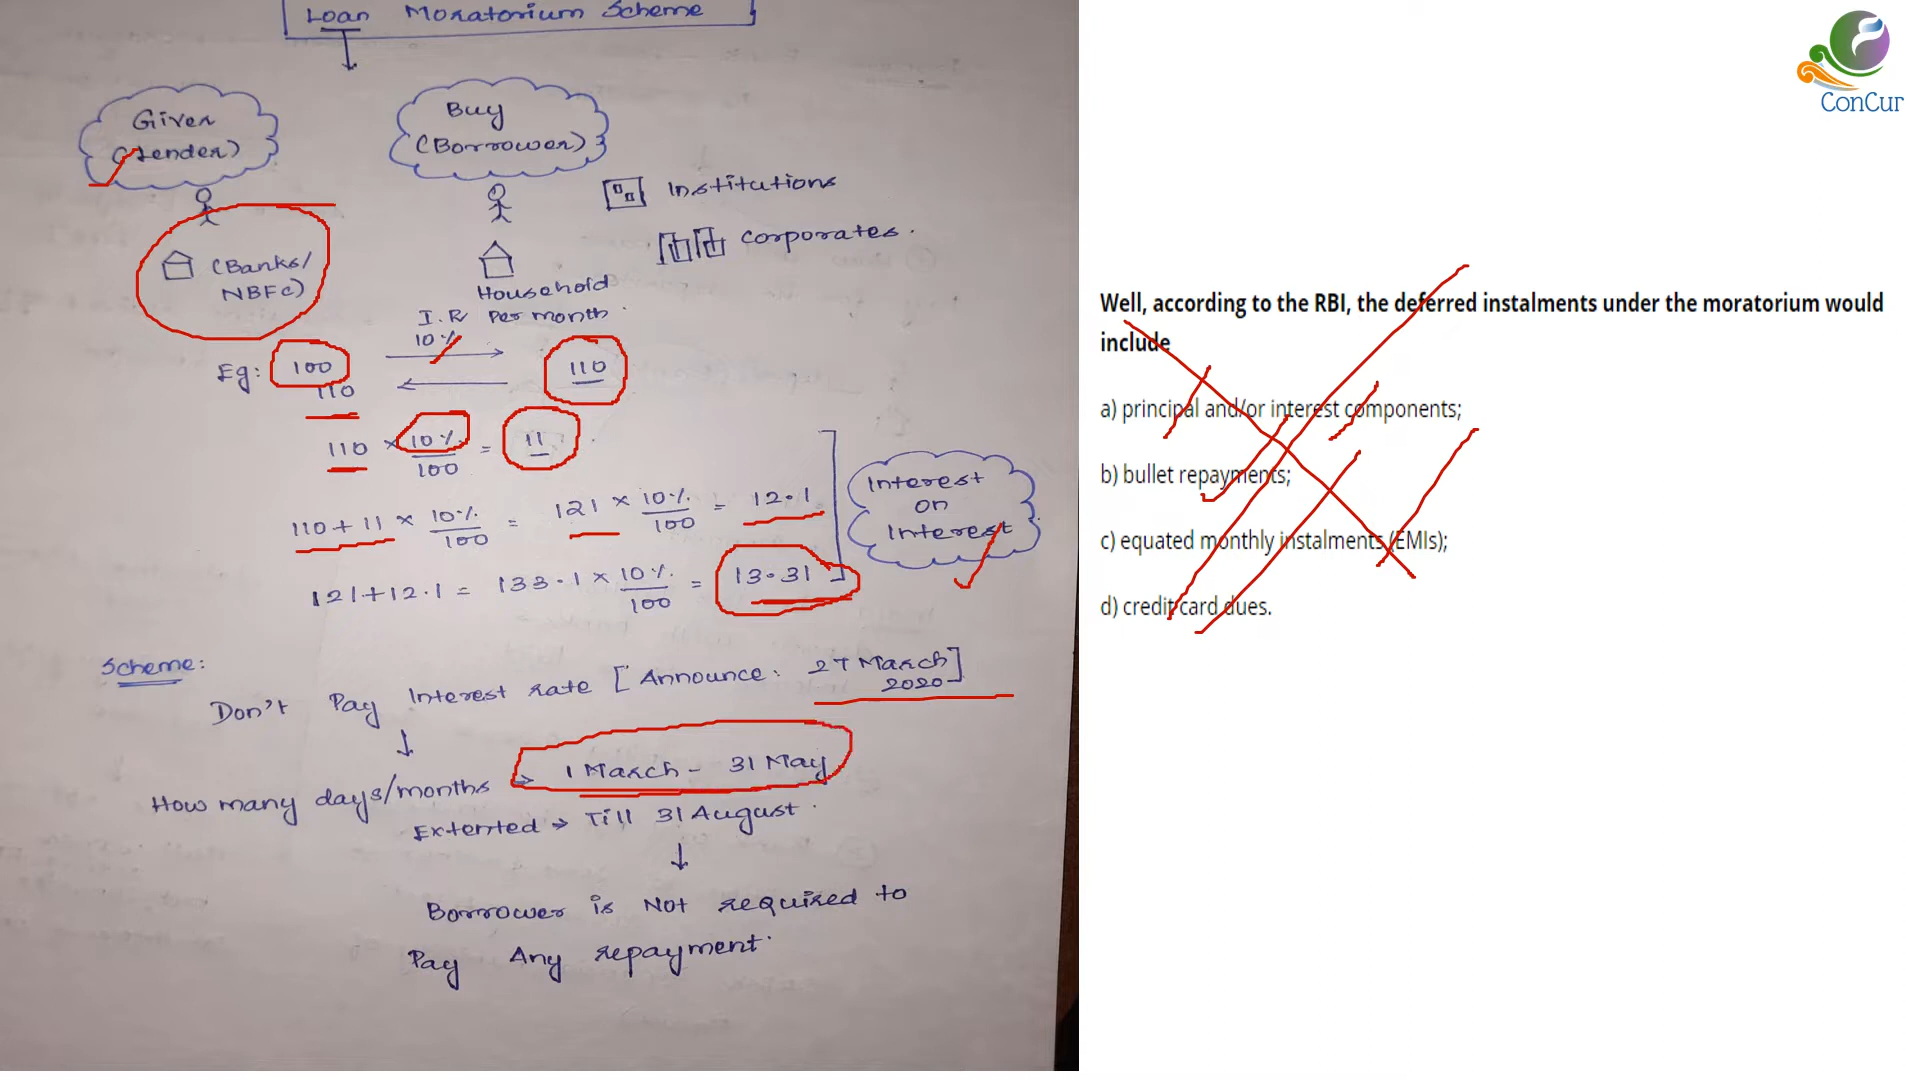 Loan Moratorium Scheme
Given
(Lender)
Buy
(Borrower)
Institutions
Corporates.
(Banks/
NBFC)
Household
I.R Per month
10%
Eg: 100
110
110
110 × 10%/100 = 11
110+11 × 10%/100 = 121 × 10%/100 = 12.1
121+12.1 = 133.1 × 10%/100 = 13.31
Interest
on
Interest
Scheme:
Don't Pay Interest rate [Announce: 27 March]
2020
How many days/months → 1 March - 31 May
Extented → Till 31 August.
Borrower is Not required to
Pay Any repayment.
ConCur
Well, according to the RBI, the deferred instalments under the moratorium would
include
a) principal and/or interest components;
b) bullet repayments;
c) equated monthly instalments (EMIs);
d) credit card dues.